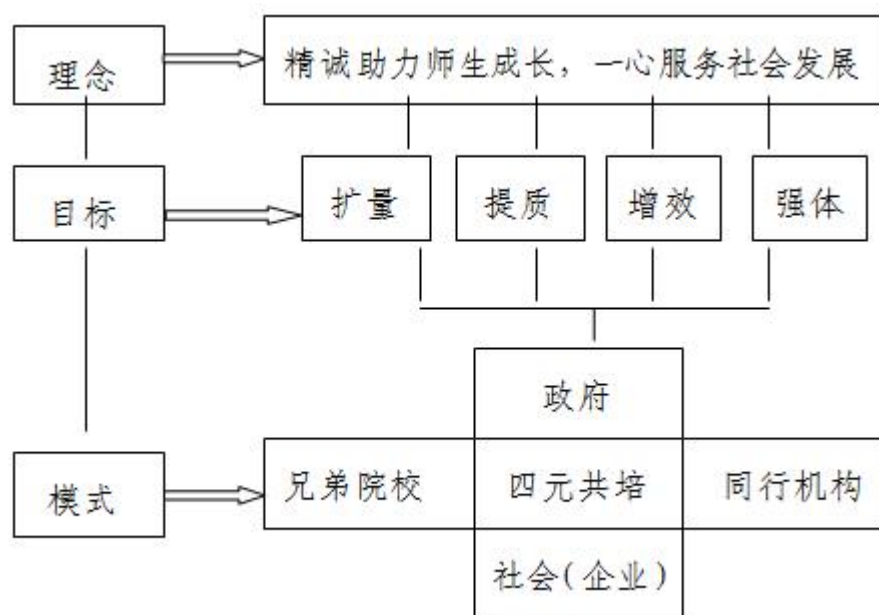 理念
精诚助力师生成长，一心服务社会发展
目标
扩量
提质
增效
强体
政府
模式
兄弟院校
四元共培
同行机构
社会(企业)